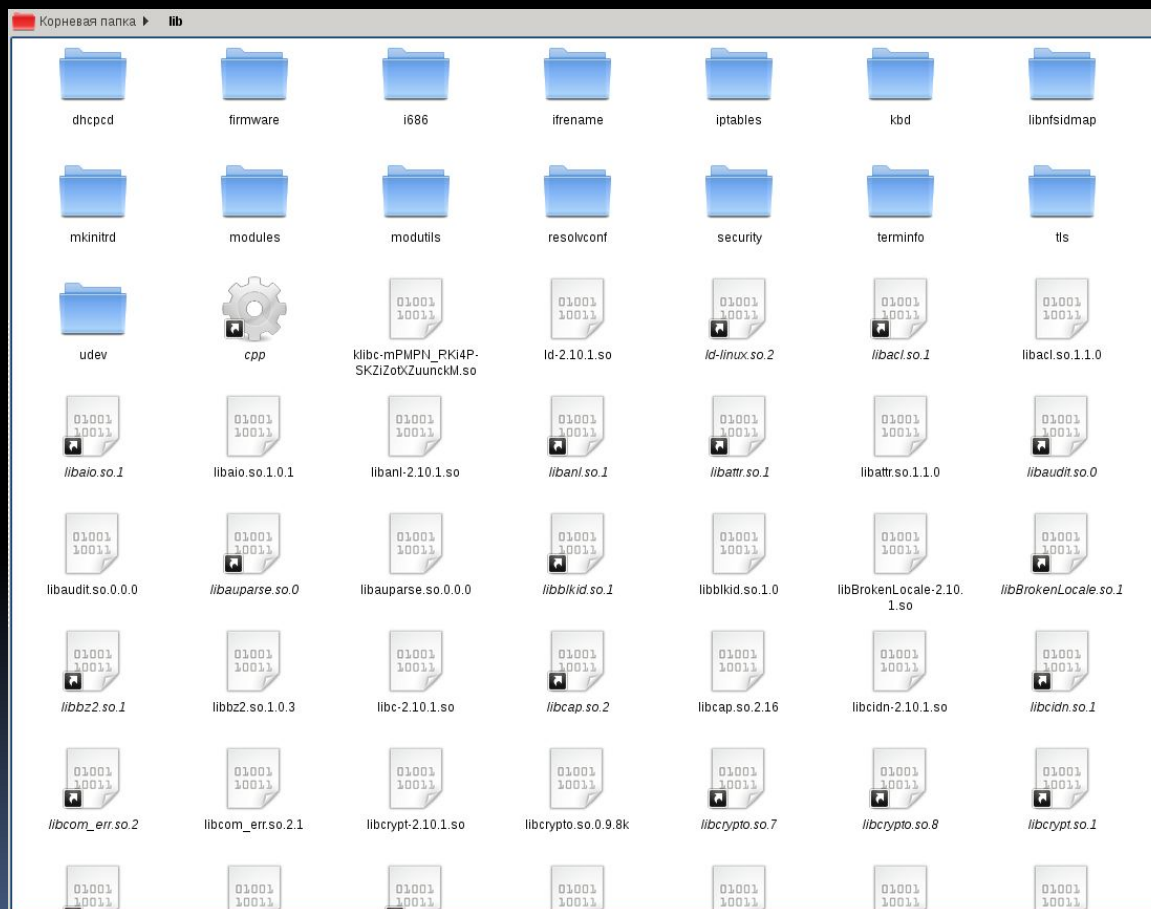 Корневая папка lib
dhcpcd firmware i686 ifrename iptables kbd libnfsidmap
mkinitrd modules modutils resolvconf security terminfo tls
udev cpp klibc-mPMPN_RKi4P-SKZiZotXZuunckM.so ld-2.10.1.so ld-linux.so.2 libacl.so.1 libacl.so.1.1.0
libaio.so.1 libaio.so.1.0.1 libanl-2.10.1.so libanl.so.1 libattr.so.1 libattr.so.1.1.0 libaudit.so.0
libaudit.so.0.0.0 libauparse.so.0 libauparse.so.0.0.0 libblkid.so.1 libblkid.so.1.0 libBrokenLocale-2.10.1.so libBrokenLocale.so.1
libbz2.so.1 libbz2.so.1.0.3 libc-2.10.1.so libcap.so.2 libcap.so.2.16 libcidn-2.10.1.so libcidn.so.1
libcom_err.so.2 libcom_err.so.2.1 libcrypt-2.10.1.so libcrypto.so.0.9.8k libcrypto.so.7 libcrypto.so.8 libcrypt.so.1